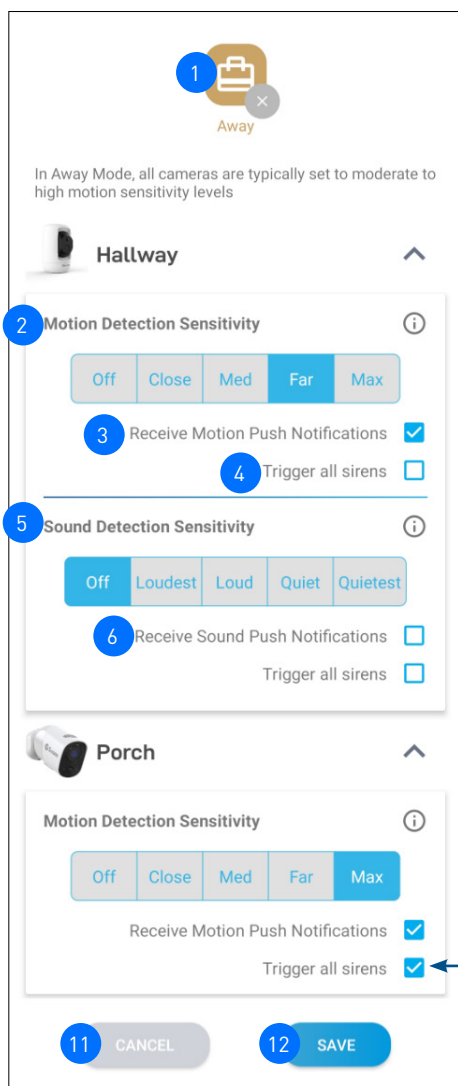 1
Away
In Away Mode, all cameras are typically set to moderate to
high motion sensitivity levels
Hallway
2 Motion Detection Sensitivity
Off Close Med Far Max
3 Receive Motion Push Notifications
4 Trigger all sirens
5 Sound Detection Sensitivity
Off Loudest Loud Quiet Quietest
6 Receive Sound Push Notifications
Trigger all sirens
Porch
Motion Detection Sensitivity
Off Close Med Far Max
Receive Motion Push Notifications
Trigger all sirens
11 CANCEL 12 SAVE